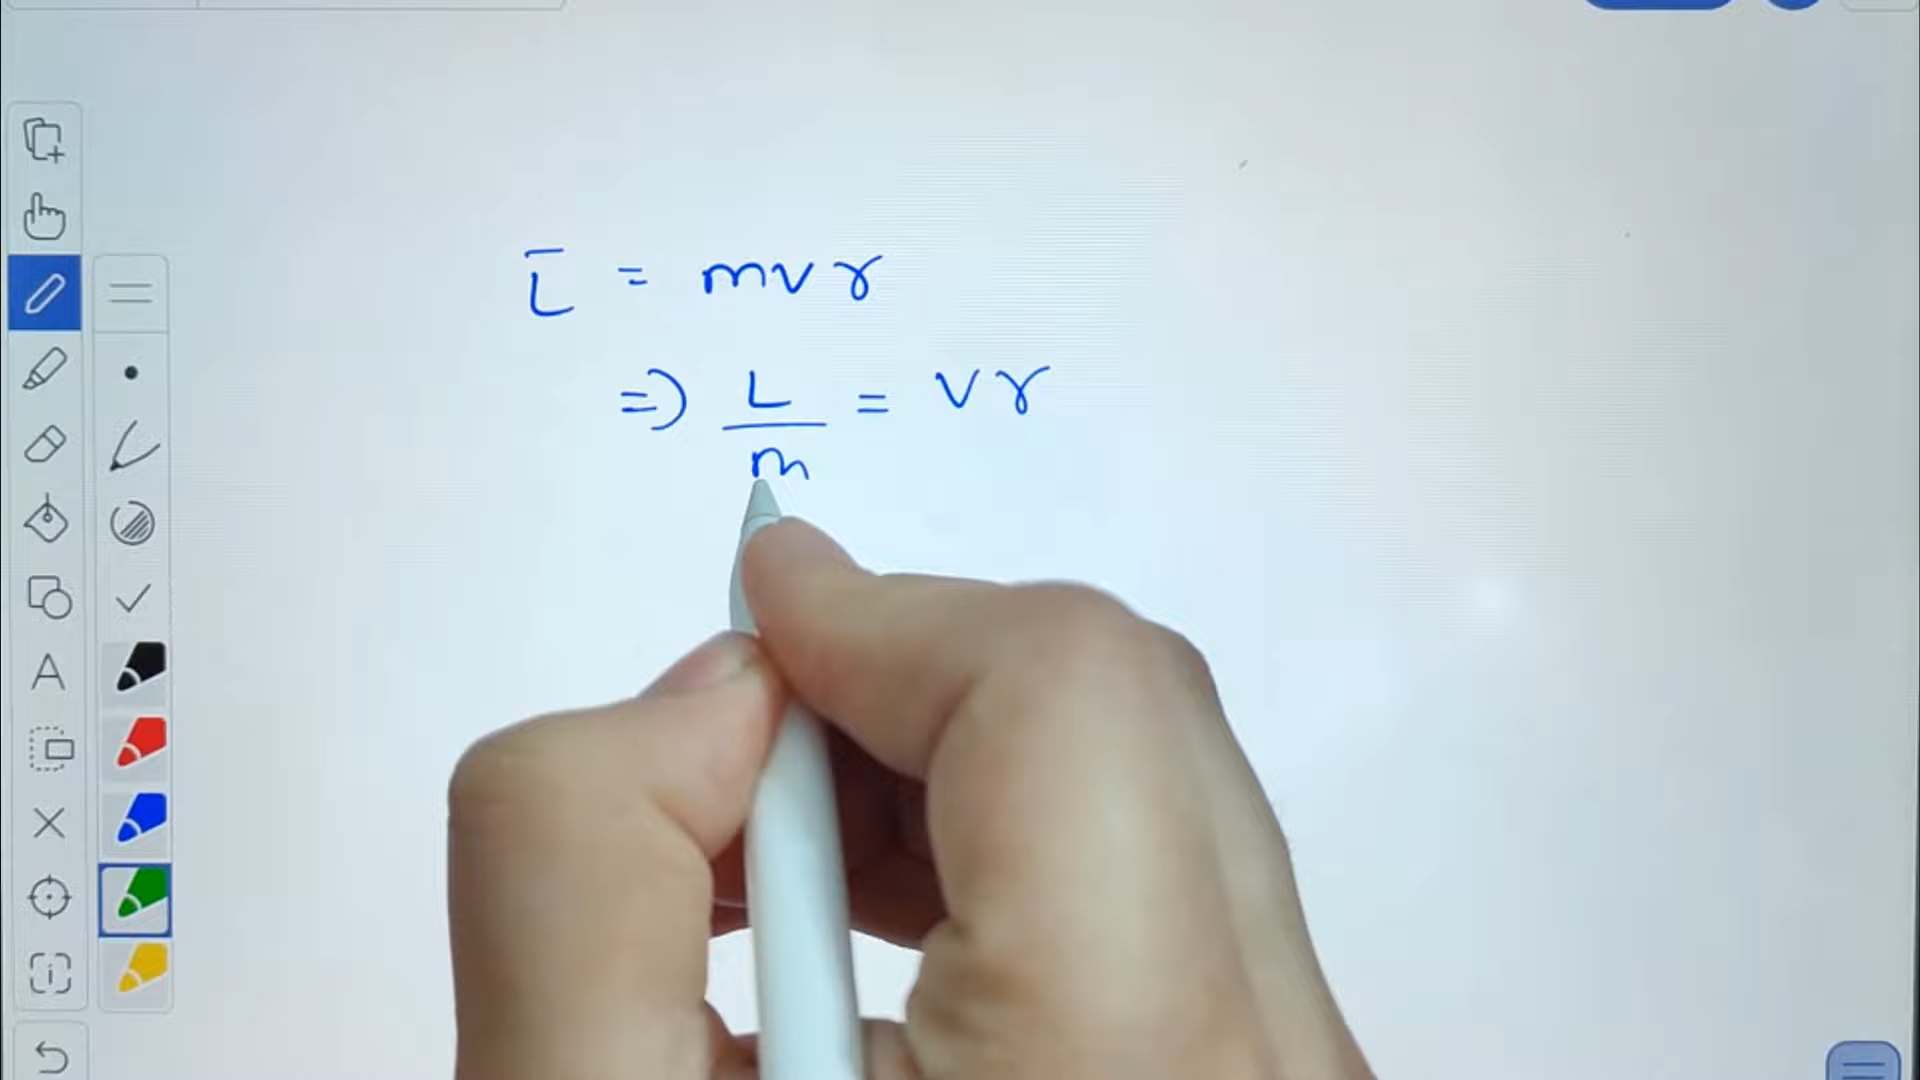 L̄ = mvr
⇒ L/m = vr
A